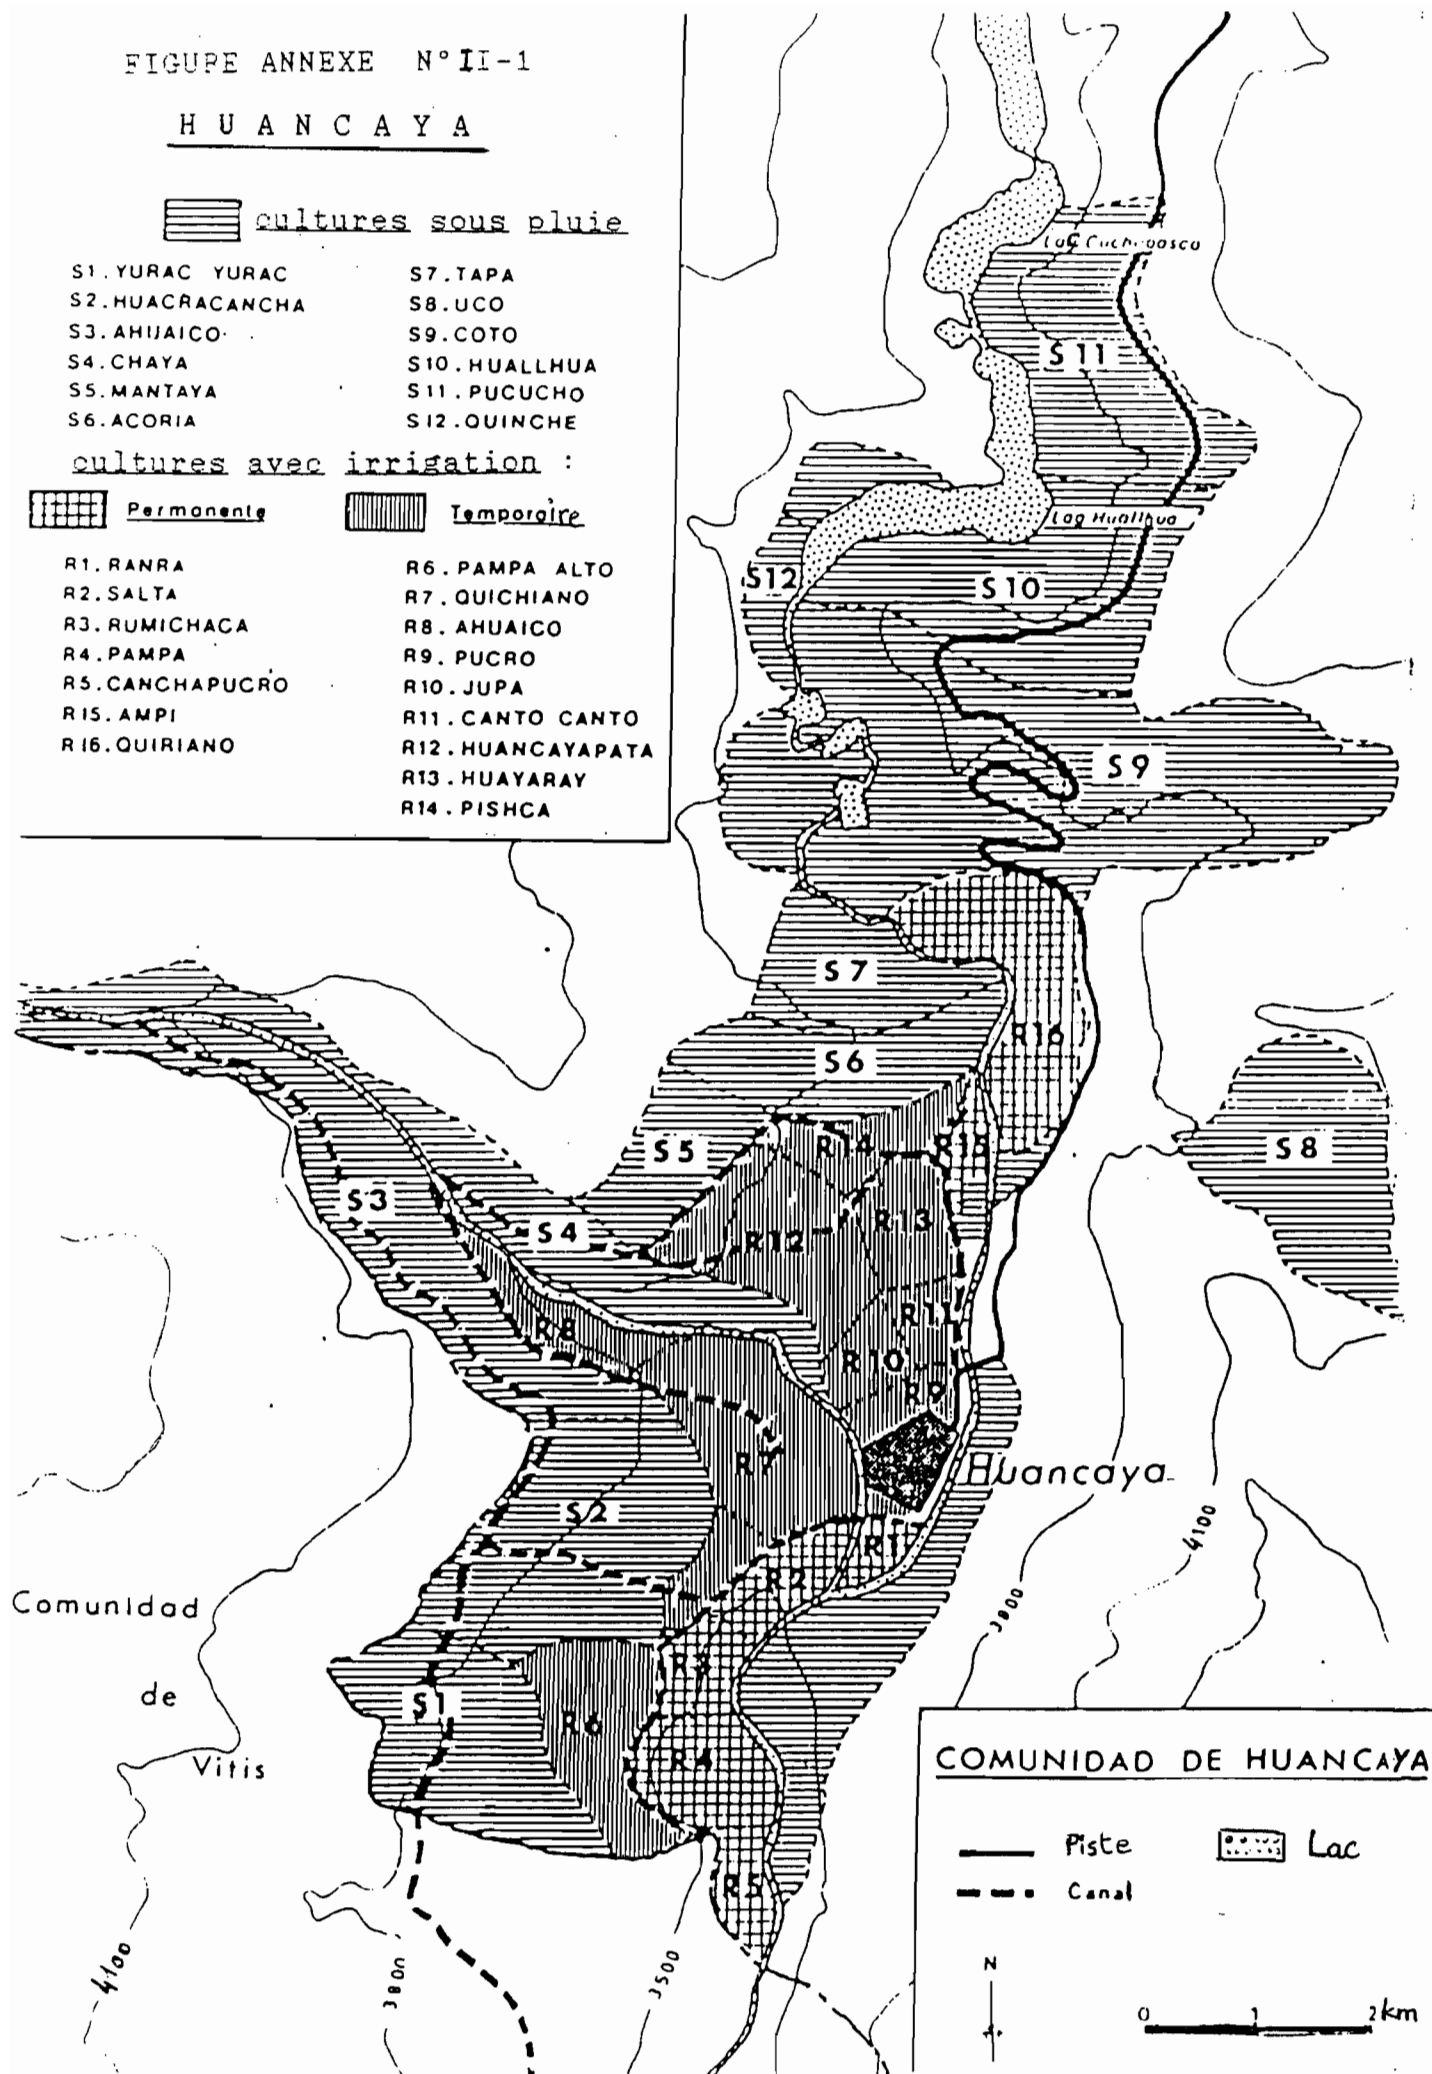 FIGURE ANNEXE N° II-1
HUANCAYA
cultures sous pluie
S1. YURAC YURAC
S2. HUACRACANCHA
S3. AHUAICO
S4. CHAYA
S5. MANTAYA
S6. ACORIA
S7. TAPA
S8. UCO
S9. COTO
S10. HUALLHUA
S11. PUCUCHO
S12. QUINCHE
cultures avec irrigation :
Permanente
Temporaire
R1. RANRA
R2. SALTA
R3. RUMICHACA
R4. PAMPA
R5. CANCHAPUCRO
R15. AMPI
R16. QUIRIANO
R6. PAMPA ALTO
R7. QUICHIANO
R8. AHUAICO
R9. PUCRO
R10. JUPA
R11. CANTO CANTO
R12. HUANCAYAPATA
R13. HUAYARAY
R14. PISHCA
S11
Lag Huallhua
S12
S10
S9
S7
R16
S6
S8
S5
R14
R15
S3
S4
R12
R13
R11
R8
R10
R9
R7
Huancaya
S2
R1
R2
4100
3800
Comunidad
de
Vitis
R3
S1
R6
R4
R5
4100
3800
3500
COMUNIDAD DE HUANCAYA
Piste
Lac
Canal
N
0 1 2 km